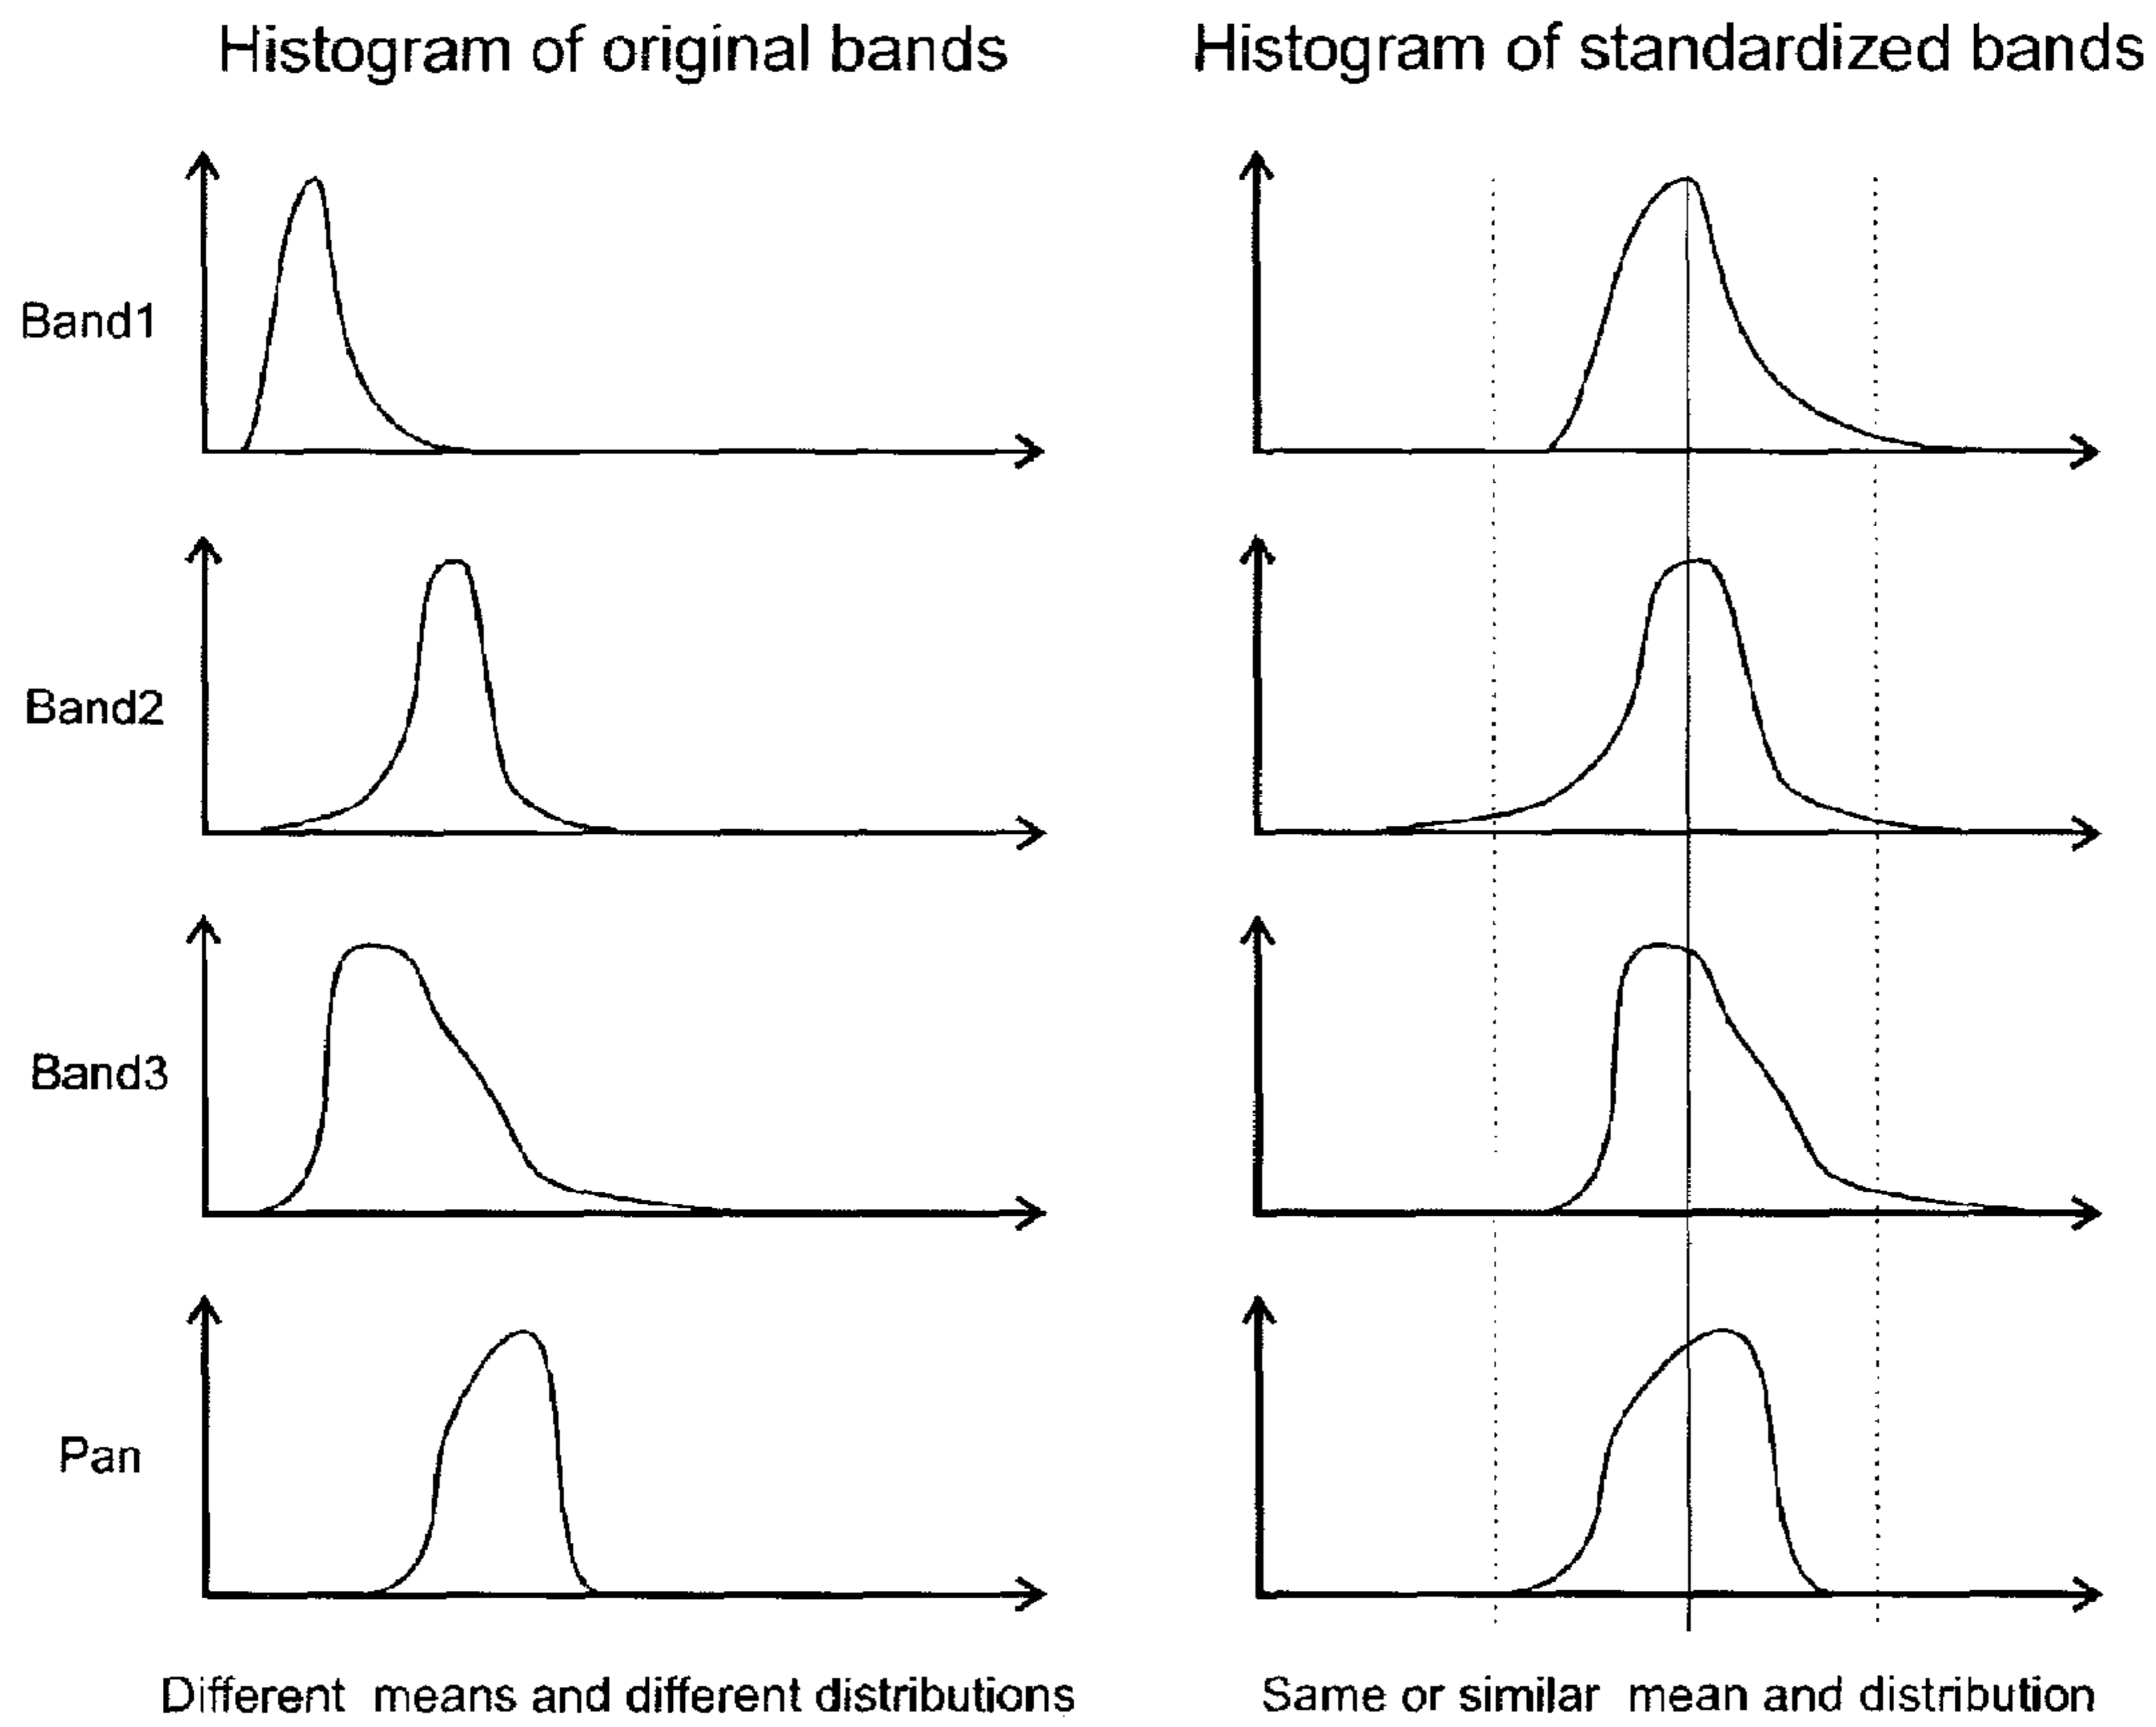 Histogram of original bands
Histogram of standardized bands
Band1
Band2
Band3
Pan
Different means and different distributions
Same or similar mean and distribution